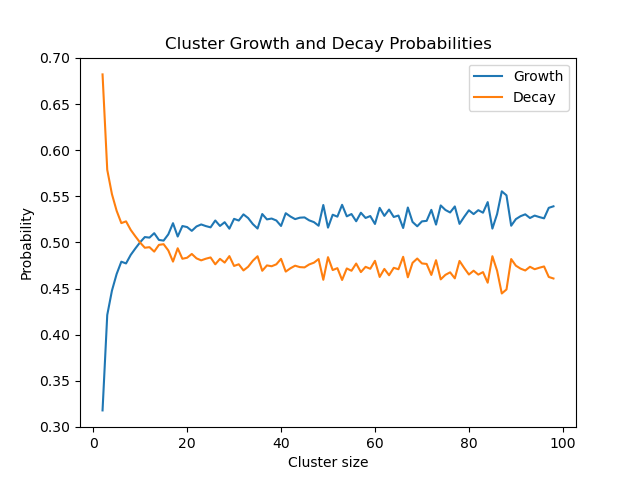 Cluster Growth and Decay Probabilities
Growth
Decay
Probability
0.70
0.65
0.60
0.55
0.50
0.45
0.40
0.35
0.30
0 20 40 60 80 100
Cluster size